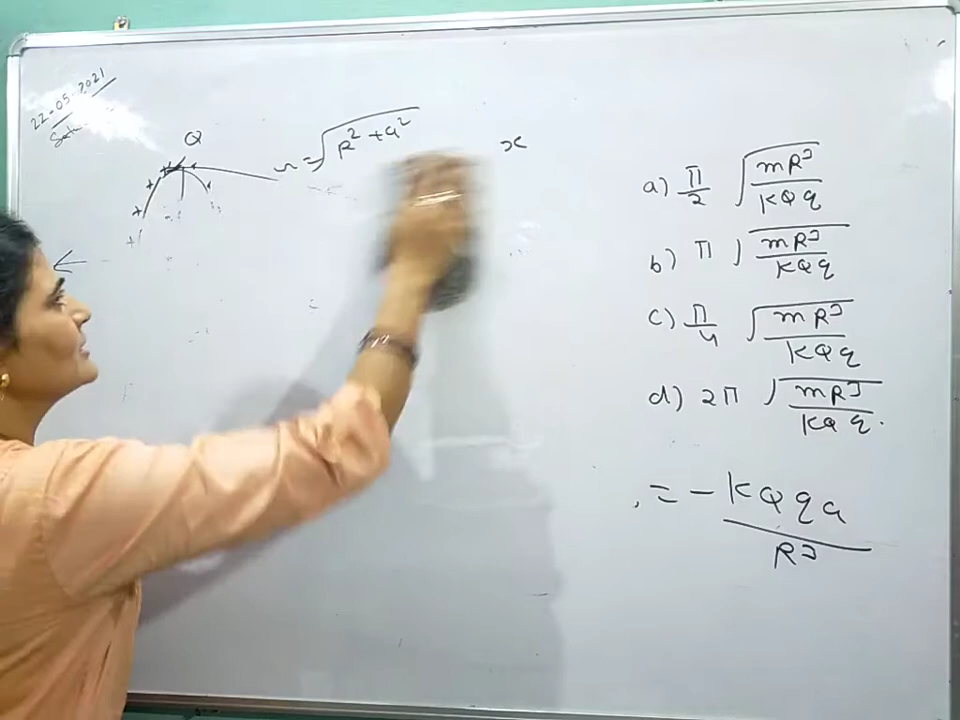 22-05-2021
Q
r = √R² + a²
x
a) π/2 √mR³/KQq
b) π √mR³/KQq
c) π/4 √mR³/KQq
d) 2π √mR³/KQq.
= - KQqa/R³